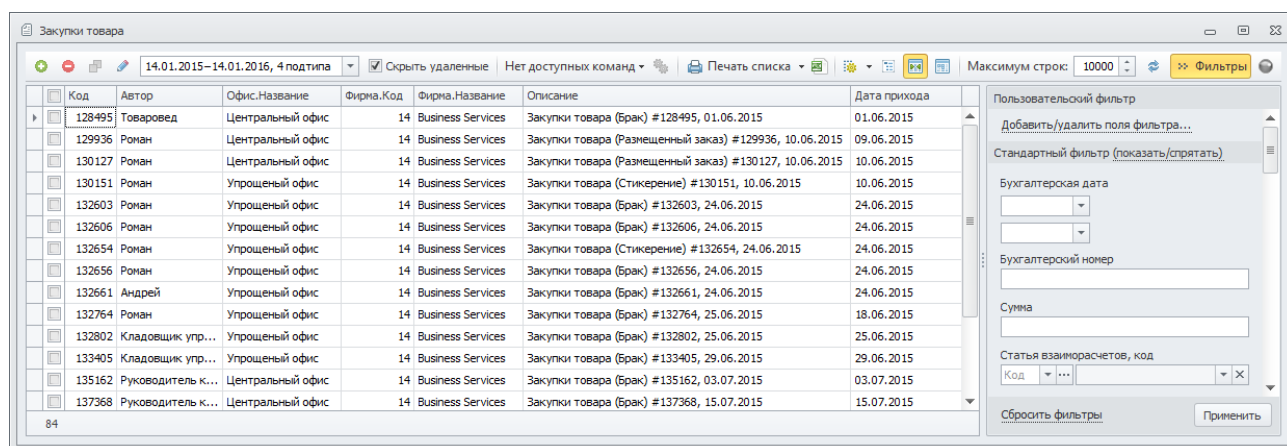 Закупки товара
14.01.2015−14.01.2016, 4 подтипа Скрыть удаленные Нет доступных команд Печать списка Максимум строк: 10000 >> Фильтры
Код Автор Офис.Название Фирма.Код Фирма.Название Описание Дата прихода
128495 Товаровед Центральный офис 14 Business Services Закупки товара (Брак) #128495, 01.06.2015 01.06.2015
129936 Роман Центральный офис 14 Business Services Закупки товара (Размещенный заказ) #129936, 10.06.2015 09.06.2015
130127 Роман Центральный офис 14 Business Services Закупки товара (Размещенный заказ) #130127, 10.06.2015 10.06.2015
130151 Роман Упрощеный офис 14 Business Services Закупки товара (Стикерение) #130151, 10.06.2015 10.06.2015
132603 Роман Упрощеный офис 14 Business Services Закупки товара (Брак) #132603, 24.06.2015 24.06.2015
132606 Роман Упрощеный офис 14 Business Services Закупки товара (Брак) #132606, 24.06.2015 24.06.2015
132654 Роман Упрощеный офис 14 Business Services Закупки товара (Стикерение) #132654, 24.06.2015 24.06.2015
132656 Роман Упрощеный офис 14 Business Services Закупки товара (Брак) #132656, 24.06.2015 24.06.2015
132661 Андрей Упрощеный офис 14 Business Services Закупки товара (Брак) #132661, 24.06.2015 24.06.2015
132764 Роман Упрощеный офис 14 Business Services Закупки товара (Брак) #132764, 25.06.2015 18.06.2015
132802 Кладовщик упр... Упрощеный офис 14 Business Services Закупки товара (Брак) #132802, 25.06.2015 25.06.2015
133405 Кладовщик упр... Упрощеный офис 14 Business Services Закупки товара (Брак) #133405, 29.06.2015 29.06.2015
135162 Руководитель к... Центральный офис 14 Business Services Закупки товара (Брак) #135162, 03.07.2015 03.07.2015
137368 Руководитель к... Центральный офис 14 Business Services Закупки товара (Брак) #137368, 15.07.2015 15.07.2015
84
Пользовательский фильтр
Добавить/удалить поля фильтра...
Стандартный фильтр (показать/спрятать)
Бухгалтерская дата
Бухгалтерский номер
Сумма
Статья взаиморасчетов, код
Код ...
Сбросить фильтры Применить